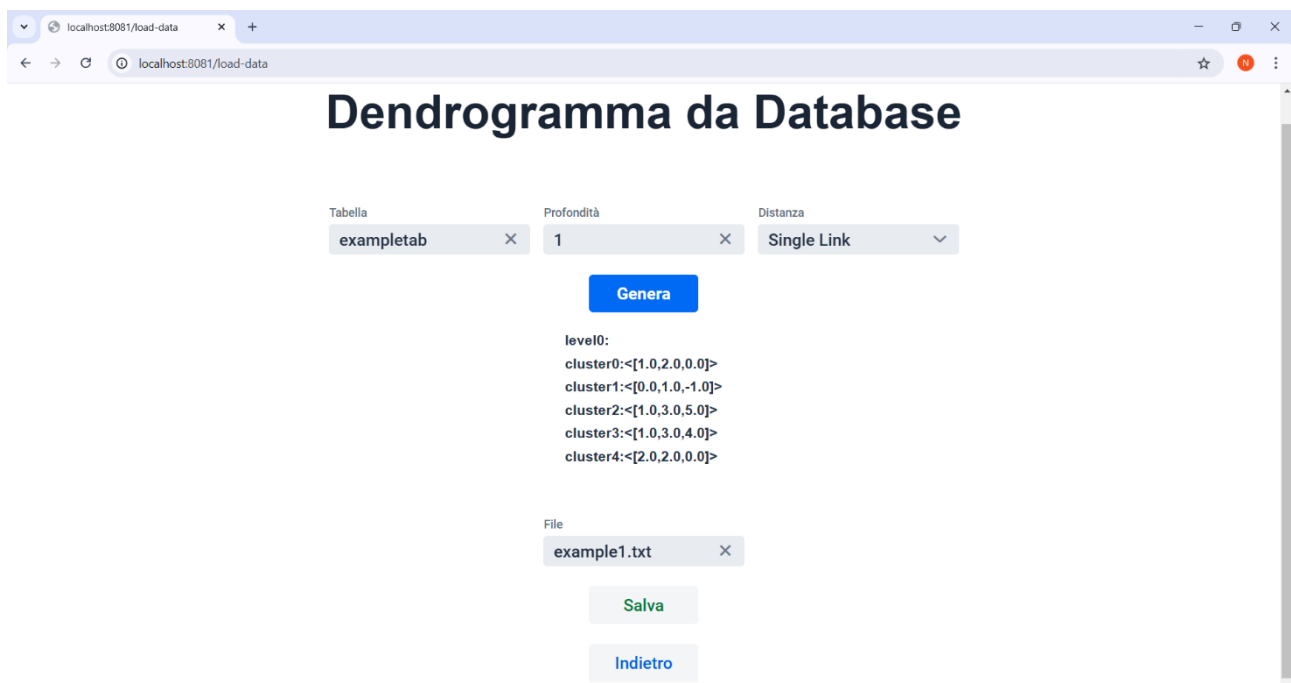 localhost:8081/load-data
localhost:8081/load-data
N
Dendrogramma da Database
Tabella Profondità Distanza
exampletab 1 Single Link
Genera
level0:
cluster0:<[1.0,2.0,0.0]>
cluster1:<[0.0,1.0,-1.0]>
cluster2:<[1.0,3.0,5.0]>
cluster3:<[1.0,3.0,4.0]>
cluster4:<[2.0,2.0,0.0]>
File
example1.txt
Salva
Indietro